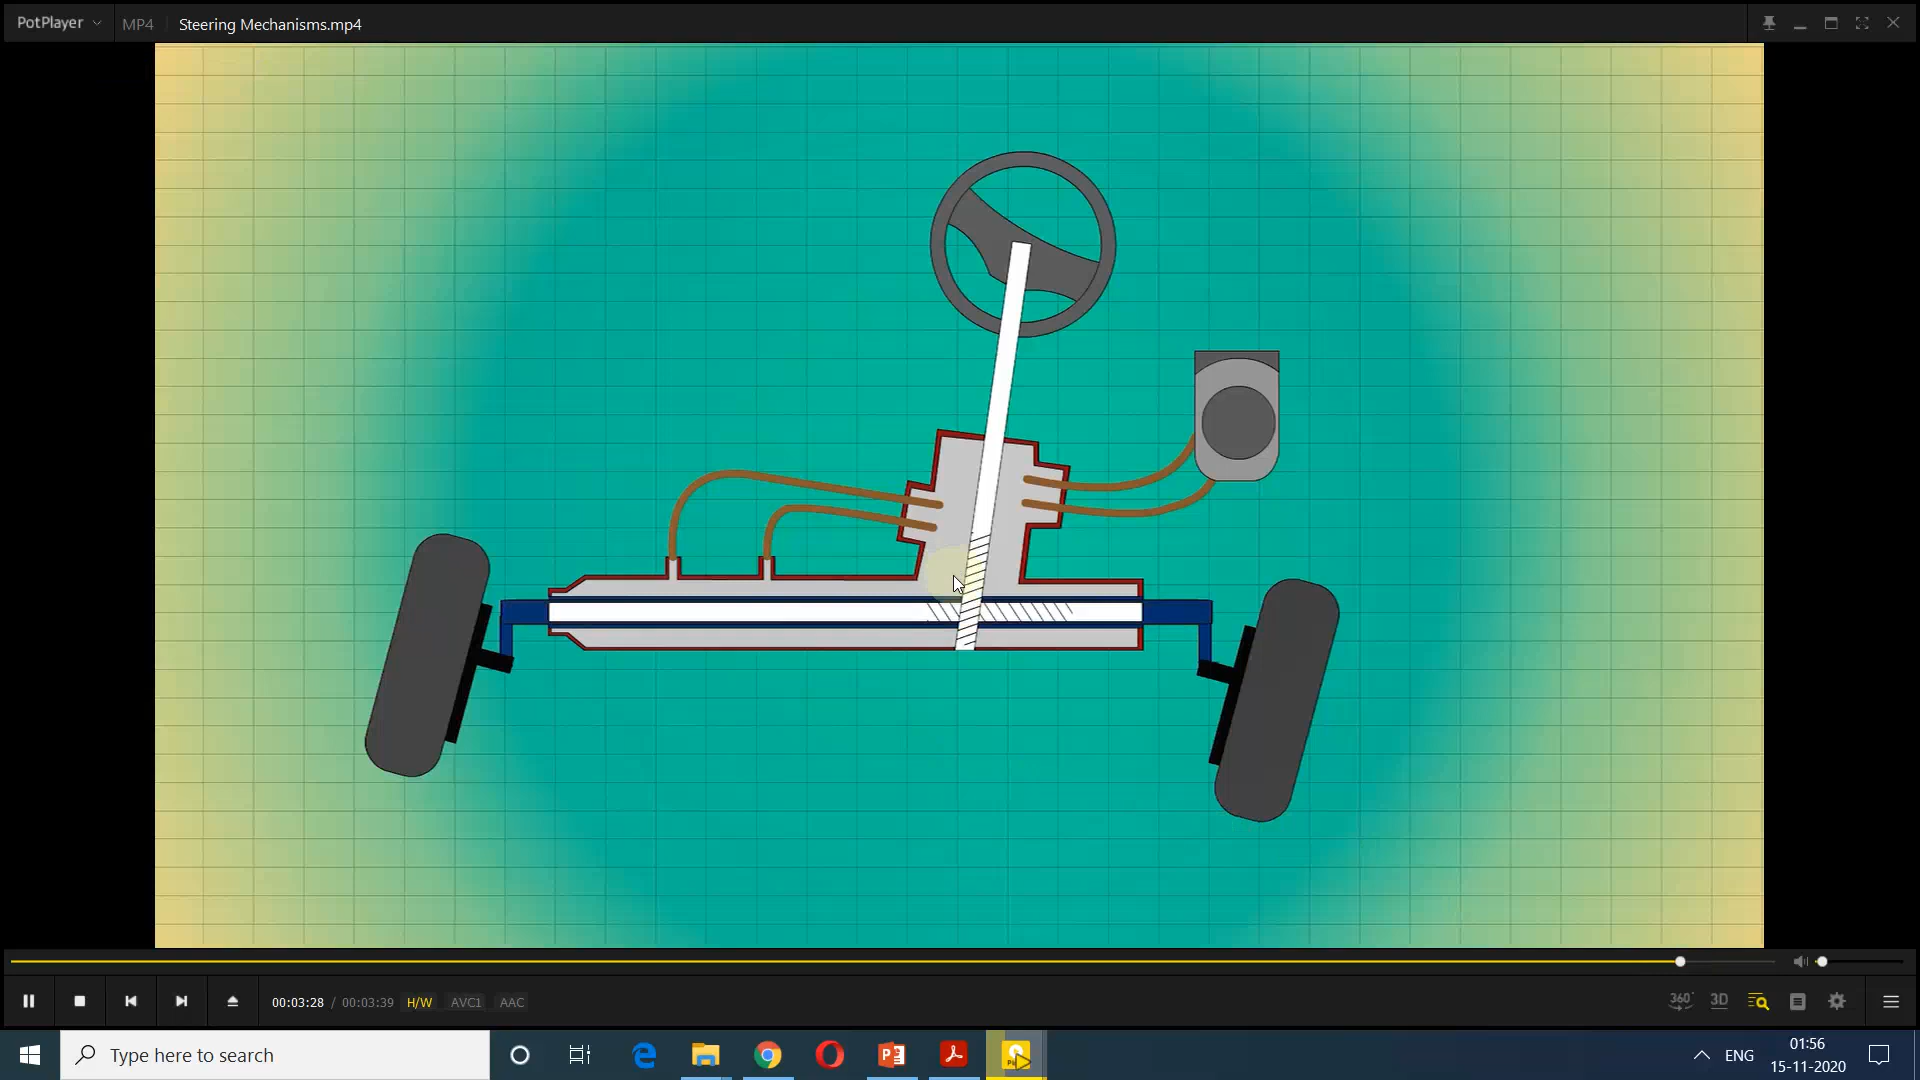 PotPlayer
MP4
Steering Mechanisms.mp4
00:03:28 / 00:03:39 H/W AVC1 AAC
360°
3D
Type here to search
ENG
01:56
15-11-2020